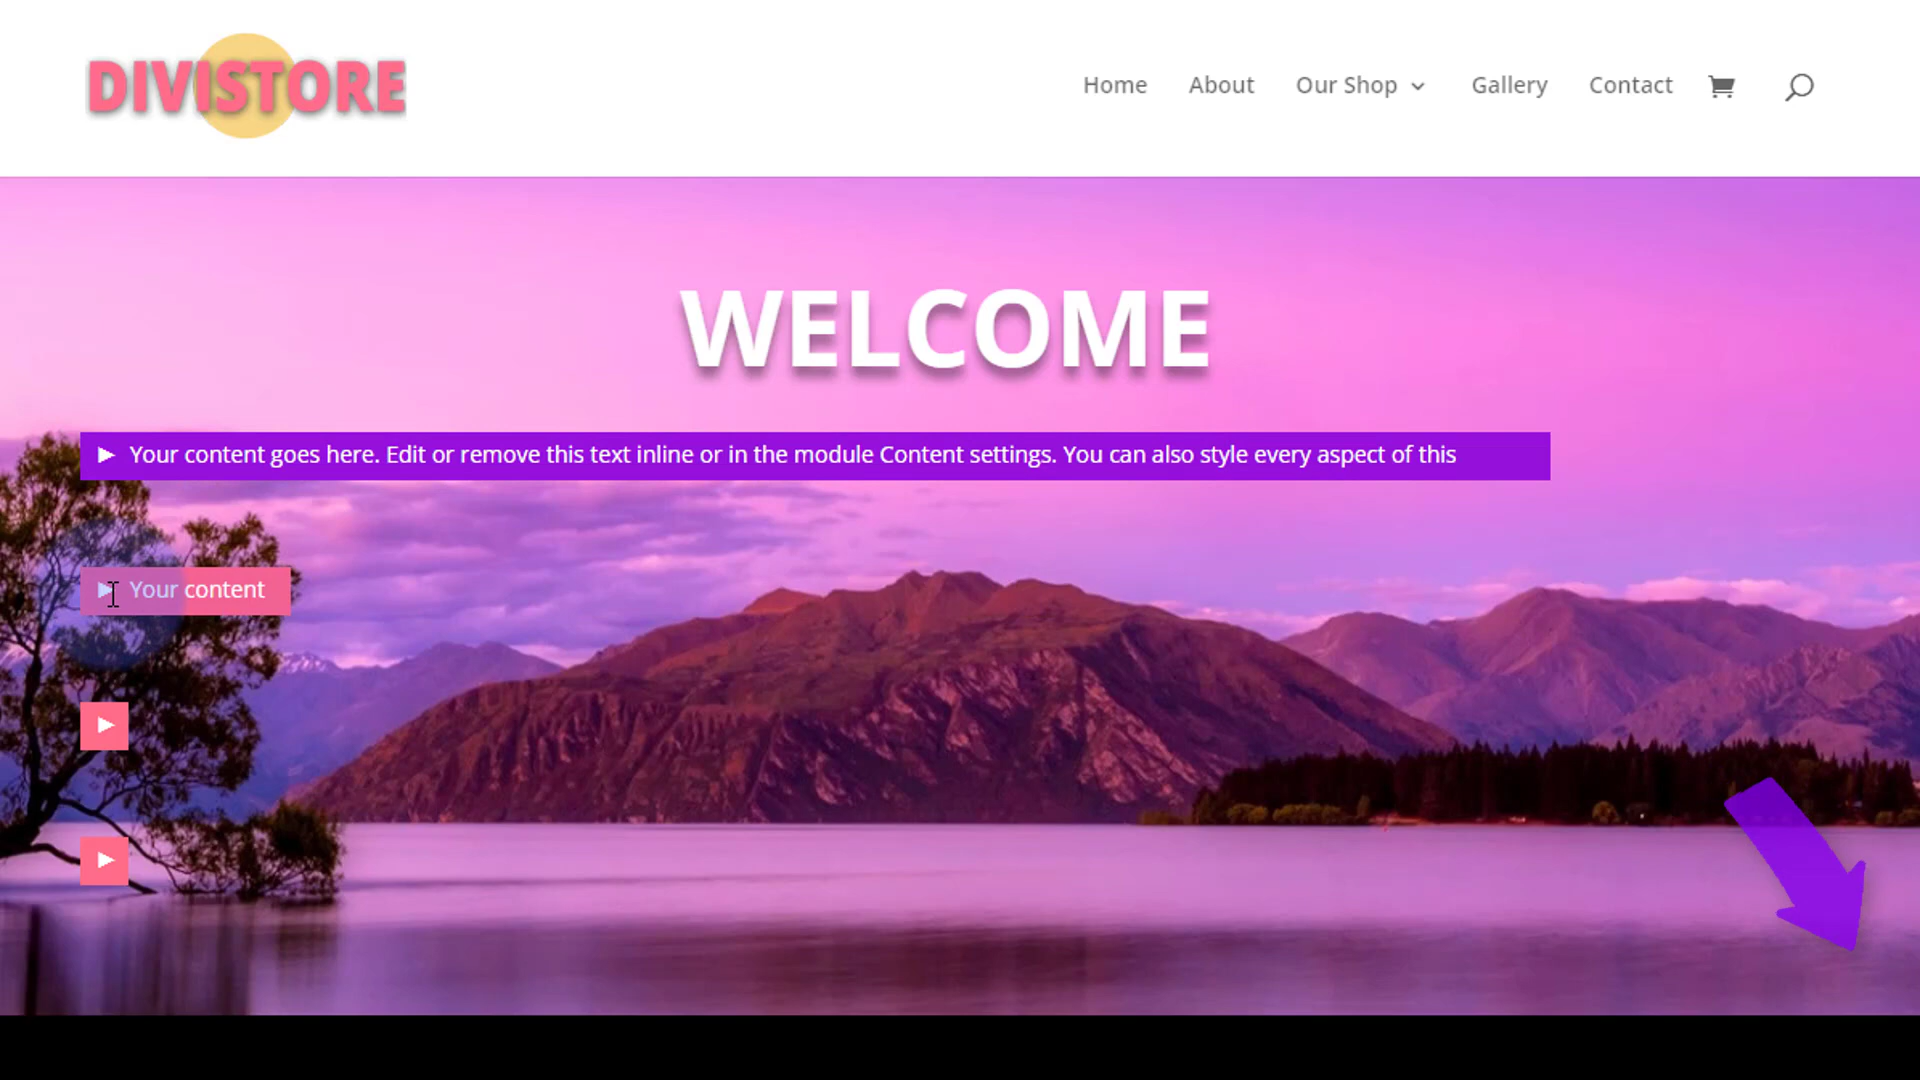 DIVISTORE
Home About Our Shop Gallery Contact
WELCOME
Your content goes here. Edit or remove this text inline or in the module Content settings. You can also style every aspect of this
Your content